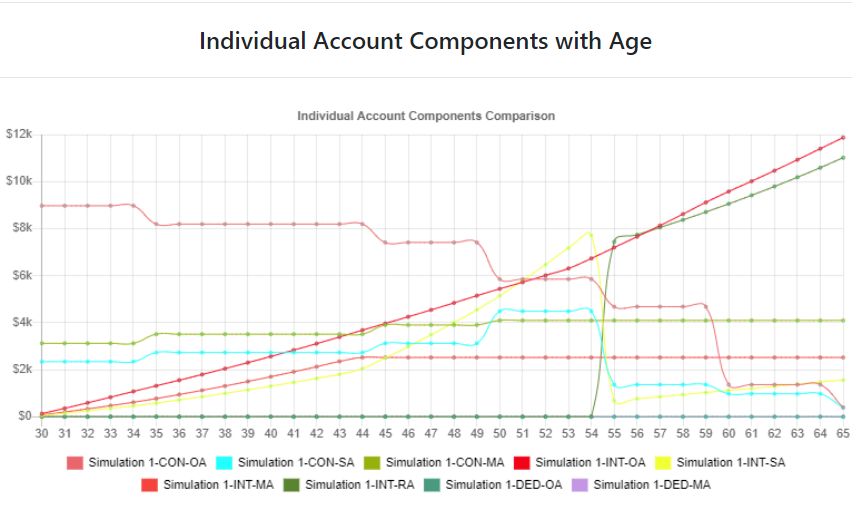 Individual Account Components with Age
Individual Account Components Comparison
$12k
$10k
$8k
$6k
$4k
$2k
$0
30 31 32 33 34 35 36 37 38 39 40 41 42 43 44 45 46 47 48 49 50 51 52 53 54 55 56 57 58 59 60 61 62 63 64 65
Simulation 1-CON-OA Simulation 1-CON-SA Simulation 1-CON-MA Simulation 1-INT-OA Simulation 1-INT-SA
Simulation 1-INT-MA Simulation 1-INT-RA Simulation 1-DED-OA Simulation 1-DED-MA